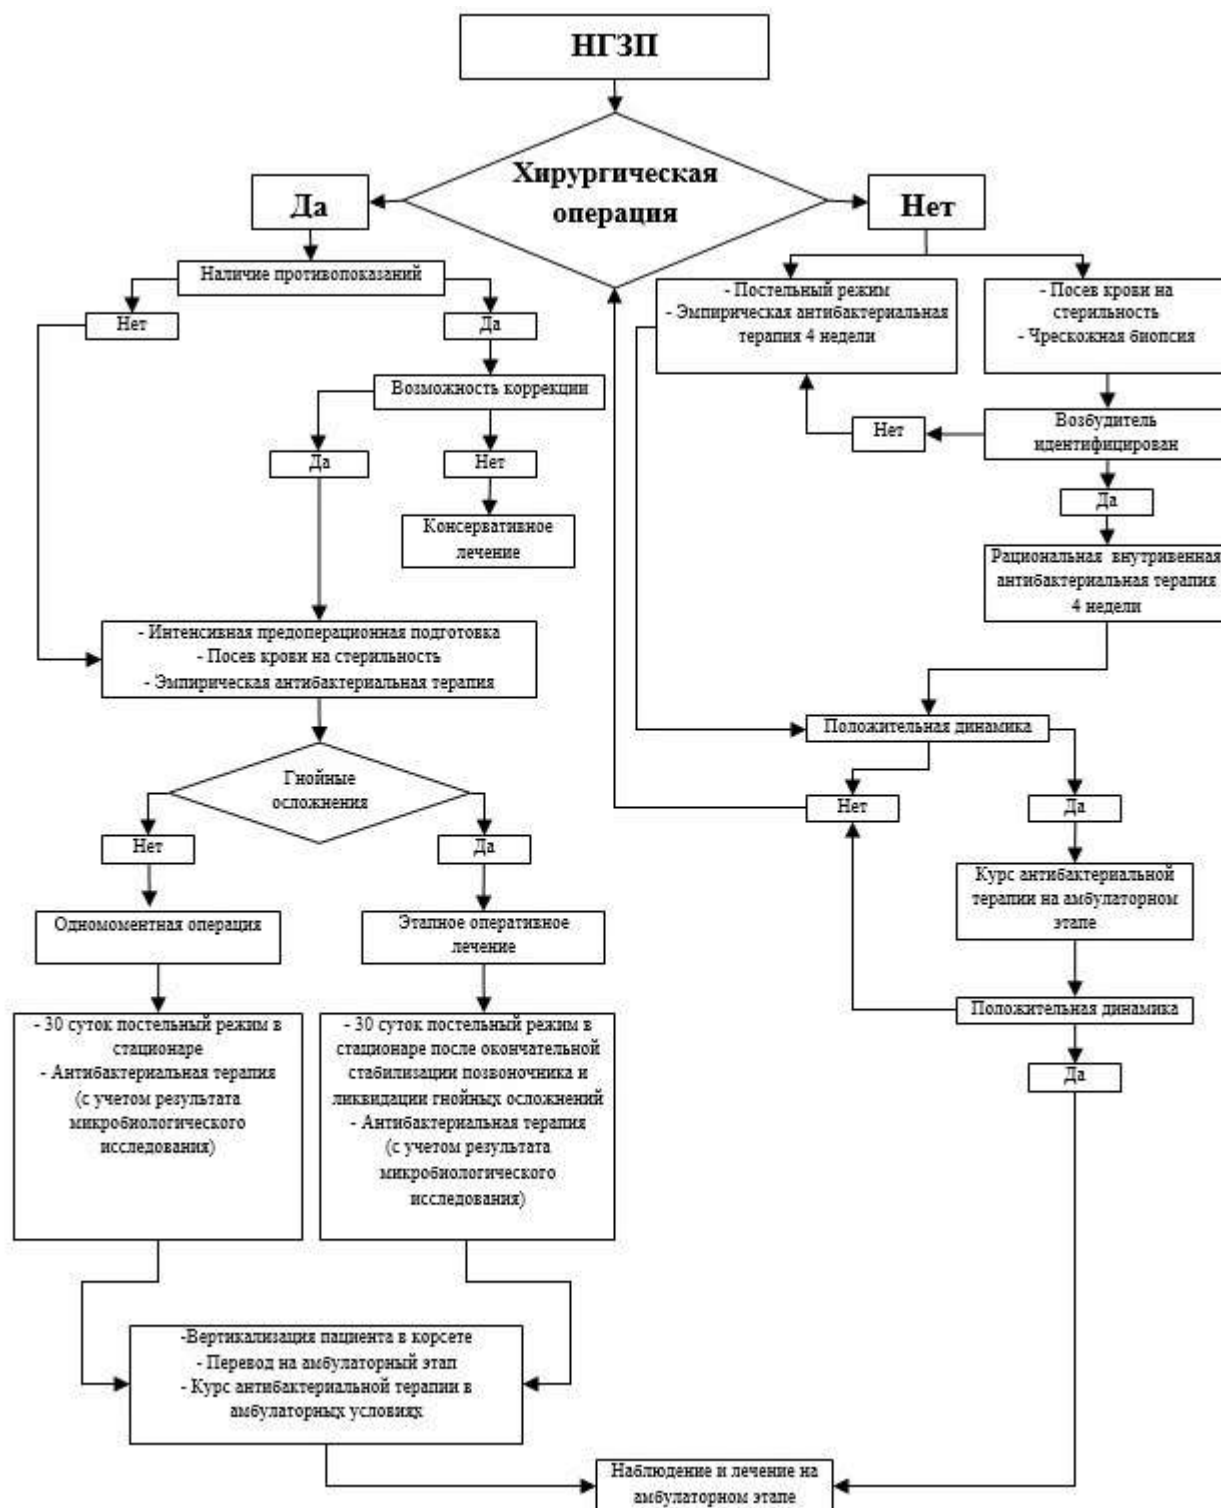 НГЗП
Хирургическая
операция
Да
Нет
Наличие противопоказаний
Нет
Да
- Постельный режим
- Эмпирическая антибактериальная
терапия 4 недели
- Посев крови на
стерильность
- Чрескожная биопсия
Возможность коррекции
Нет
Возбудитель
идентифицирован
Да
Нет
Да
Консервативное
лечение
Рациональная внутривенная
антибактериальная терапия
4 недели
- Интенсивная предоперационная подготовка
- Посев крови на стерильность
- Эмпирическая антибактериальная терапия
Положительная динамика
Гнойные
осложнения
Нет
Да
Нет
Да
Курс антибактериальной
терапии на амбулаторном
этапе
Одномоментная операция
Этапное оперативное
лечение
Положительная динамика
- 30 суток постельный режим в
стационаре
- Антибактериальная терапия
(с учетом результата
микробиологического
исследования)
- 30 суток постельный режим в
стационаре после окончательной
стабилизации позвоночника и
ликвидации гнойных осложнений
- Антибактериальная терапия
(с учетом результата
микробиологического
исследования)
Да
-Вертикализация пациента в корсете
- Перевод на амбулаторный этап
- Курс антибактериальной терапии в
амбулаторных условиях
Наблюдение и лечение на
амбулаторном этапе